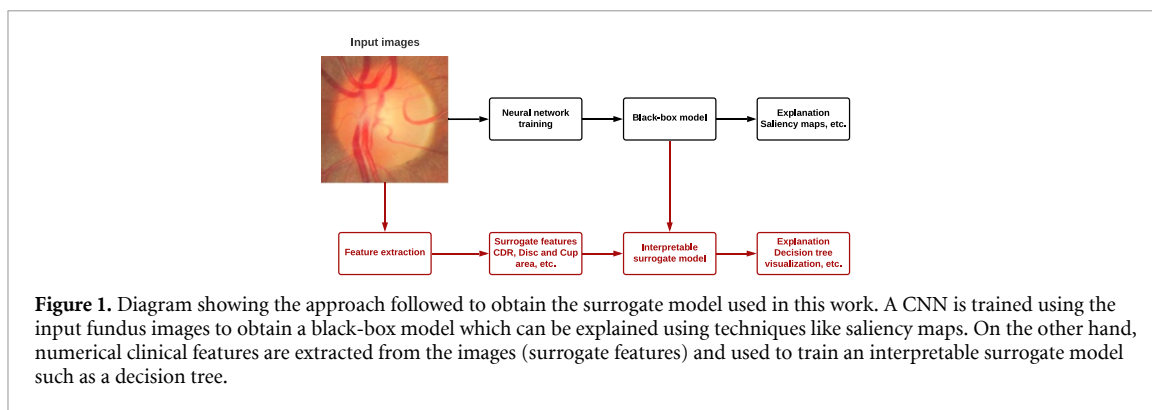 Input images
Neural network
training
Black-box model
Explanation
Saliency maps, etc.
Feature extraction
Surrogate features
CDR, Disc and Cup
area, etc.
Interpretable
surrogate model
Explanation
Decision tree
visualization, etc.
Figure 1. Diagram showing the approach followed to obtain the surrogate model used in this work. A CNN is trained using the
input fundus images to obtain a black-box model which can be explained using techniques like saliency maps. On the other hand,
numerical clinical features are extracted from the images (surrogate features) and used to train an interpretable surrogate model
such as a decision tree.